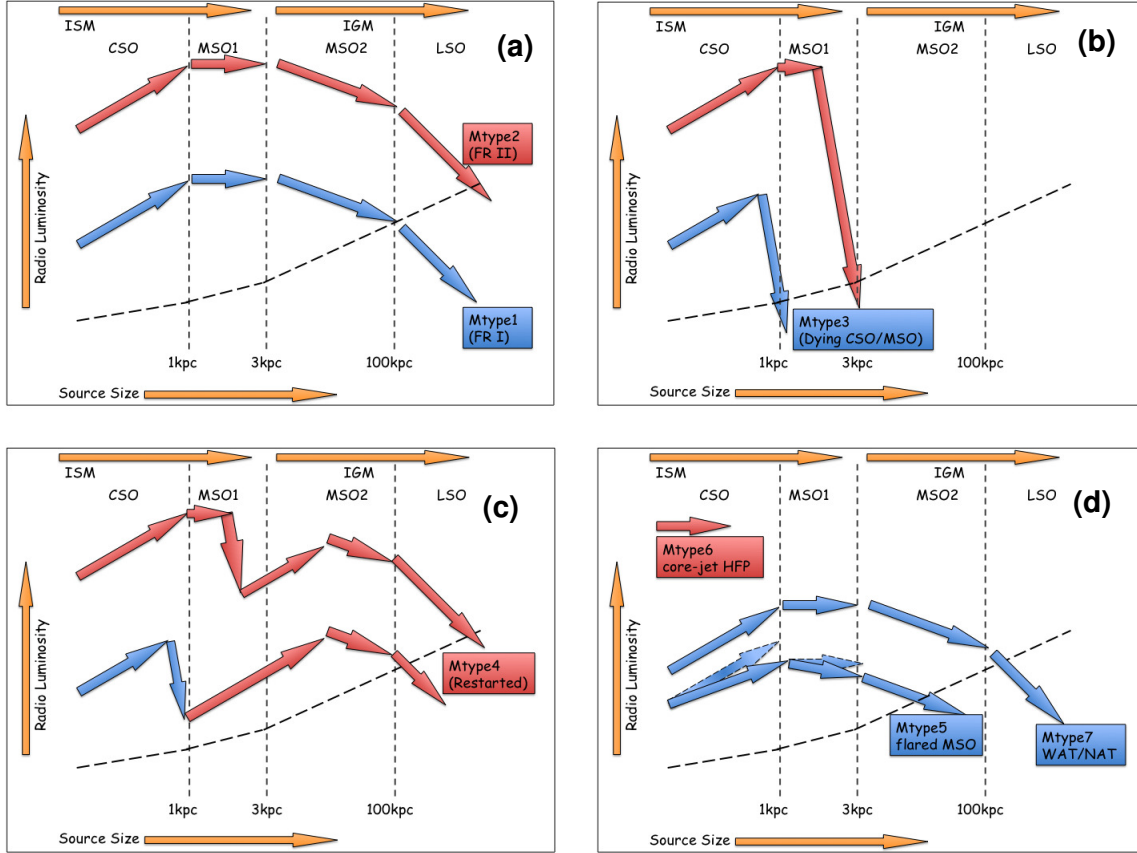 ISM IGM
CSO MSO1 MSO2 LSO
(a)
Radio Luminosity
Mtype2
(FR II)
Mtype1
(FR I)
1kpc 3kpc 100kpc
Source Size
ISM IGM
CSO MSO1 MSO2 LSO
(b)
Radio Luminosity
Mtype3
(Dying CSO/MSO)
1kpc 3kpc 100kpc
Source Size
ISM IGM
CSO MSO1 MSO2 LSO
(c)
Radio Luminosity
Mtype4
(Restarted)
1kpc 3kpc 100kpc
Source Size
ISM IGM
CSO MSO1 MSO2 LSO
(d)
Mtype6
core-jet HFP
Radio Luminosity
Mtype5
flared MSO
Mtype7
WAT/NAT
1kpc 3kpc 100kpc
Source Size